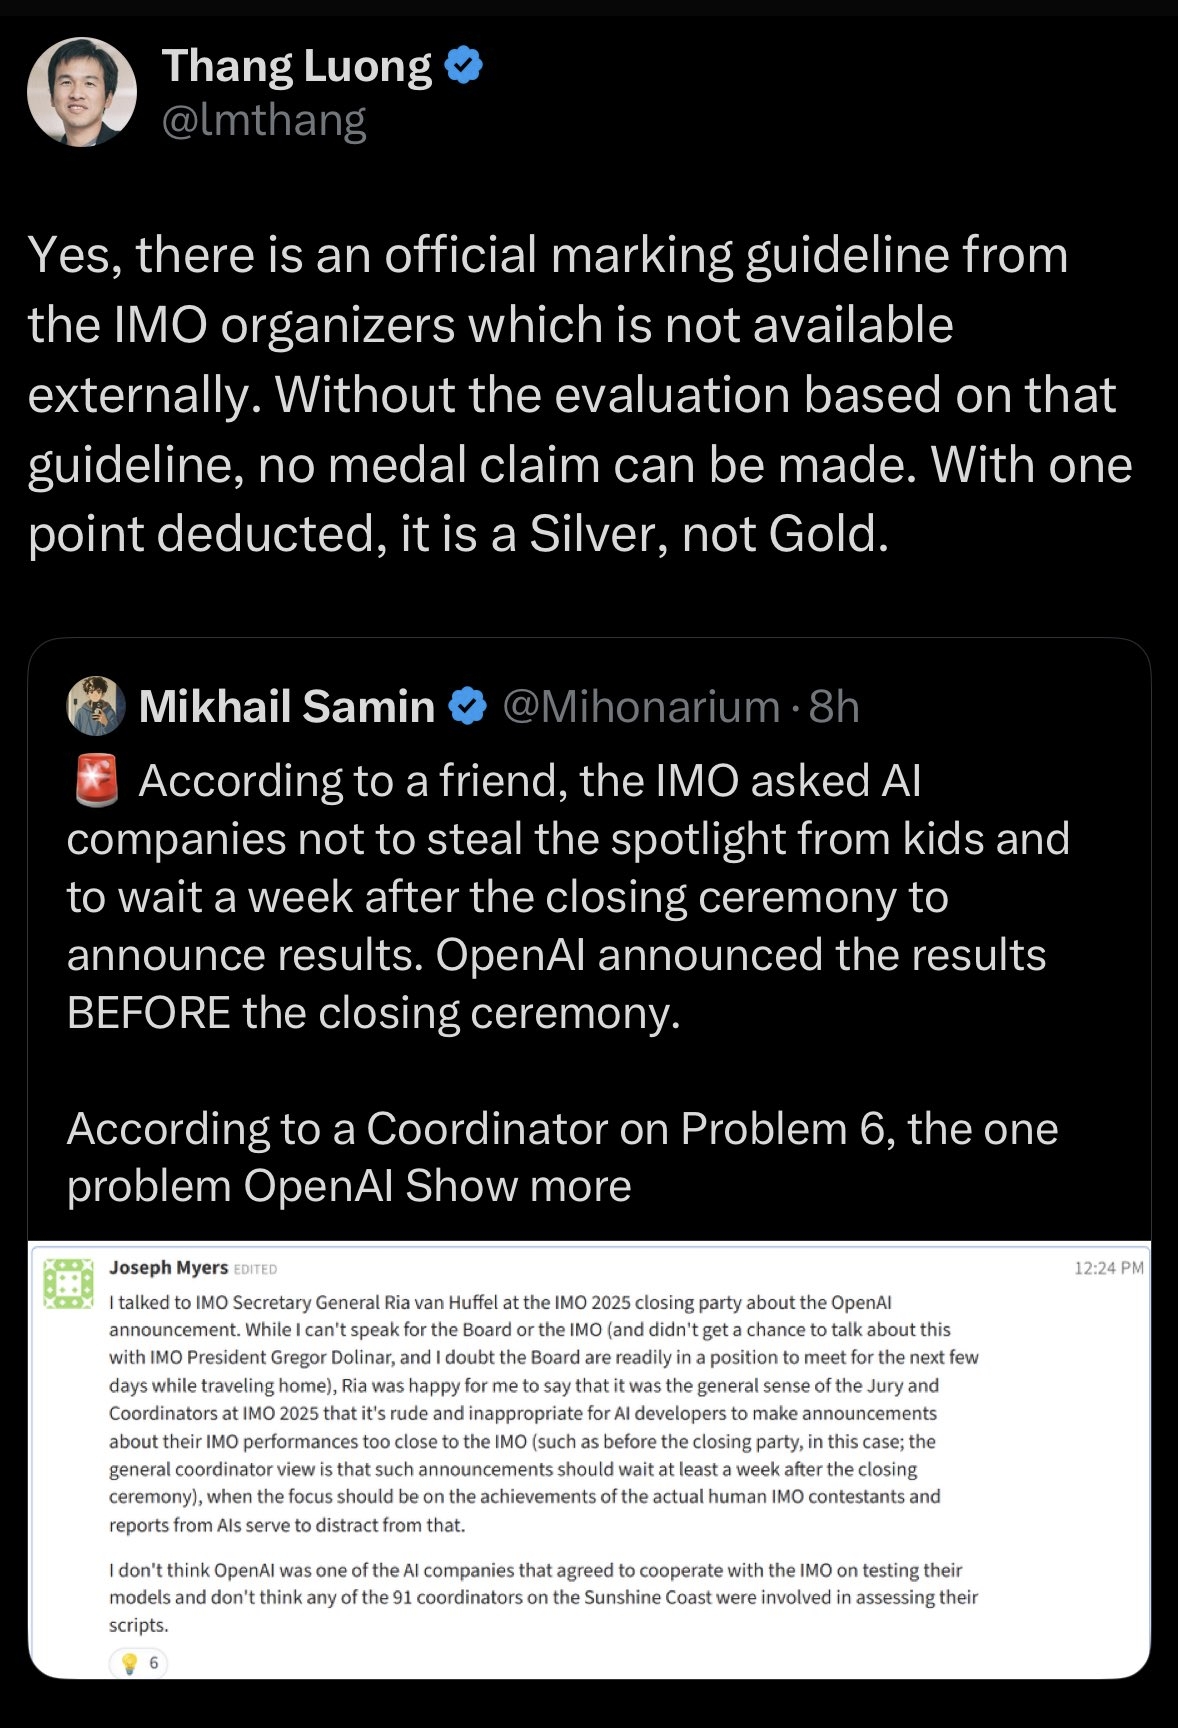 Thang Luong
@lmthang
Yes, there is an official marking guideline from
the IMO organizers which is not available
externally. Without the evaluation based on that
guideline, no medal claim can be made. With one
point deducted, it is a Silver, not Gold.
Mikhail Samin @Mihonarium · 8h
🚨 According to a friend, the IMO asked AI
companies not to steal the spotlight from kids and
to wait a week after the closing ceremony to
announce results. OpenAI announced the results
BEFORE the closing ceremony.
According to a Coordinator on Problem 6, the one
problem OpenAI Show more
Joseph Myers EDITED 12:24 PM
I talked to IMO Secretary General Ria van Huffel at the IMO 2025 closing party about the OpenAI
announcement. While I can't speak for the Board or the IMO (and didn't get a chance to talk about this
with IMO President Gregor Dolinar, and I doubt the Board are readily in a position to meet for the next few
days while traveling home), Ria was happy for me to say that it was the general sense of the Jury and
Coordinators at IMO 2025 that it's rude and inappropriate for AI developers to make announcements
about their IMO performances too close to the IMO (such as before the closing party, in this case; the
general coordinator view is that such announcements should wait at least a week after the closing
ceremony), when the focus should be on the achievements of the actual human IMO contestants and
reports from AIs serve to distract from that.
I don't think OpenAI was one of the AI companies that agreed to cooperate with the IMO on testing their
models and don't think any of the 91 coordinators on the Sunshine Coast were involved in assessing their
scripts.
💡 6